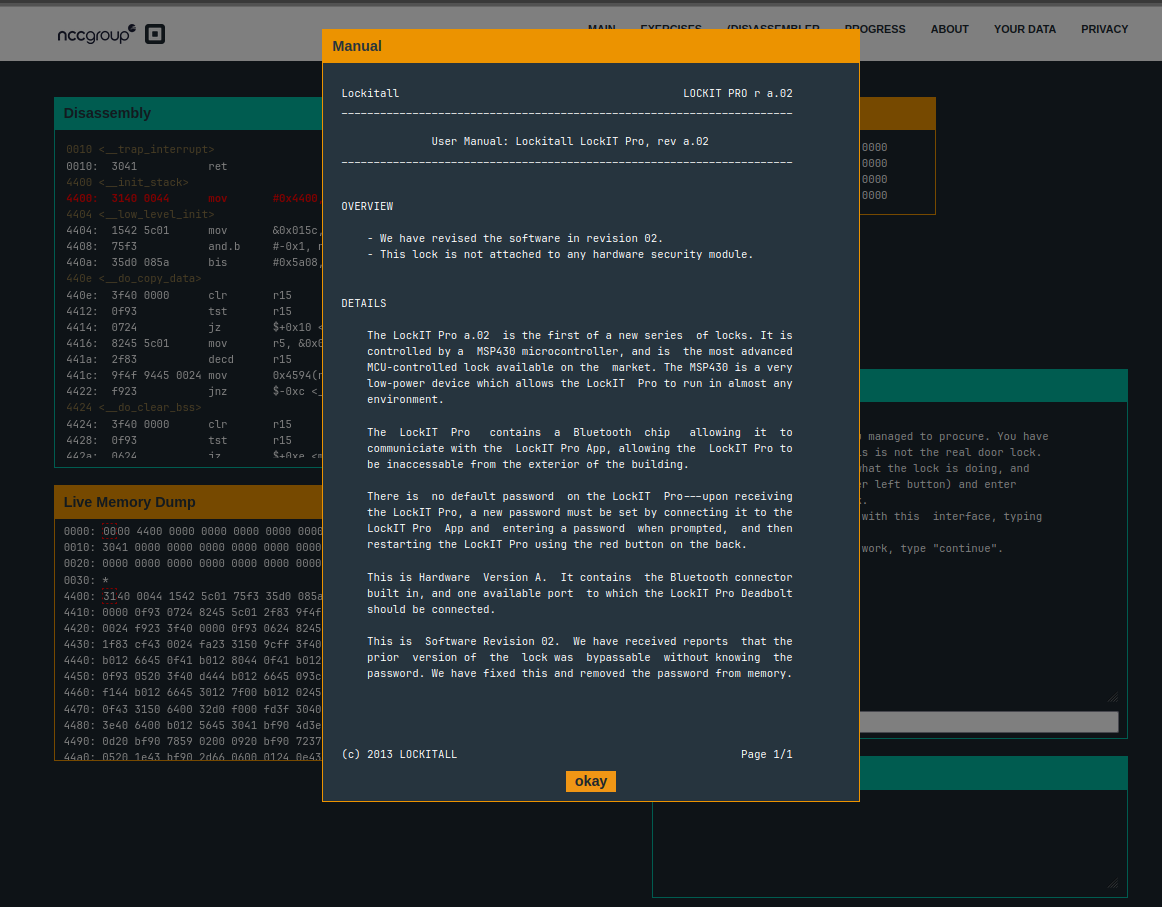 nccgroup
MAIN EXERCISES (DIS)ASSEMBLER PROGRESS ABOUT YOUR DATA PRIVACY
Manual
Lockitall LOCKIT PRO r a.02
User Manual: Lockitall LockIT Pro, rev a.02
OVERVIEW
- We have revised the software in revision 02.
- This lock is not attached to any hardware security module.
DETAILS
The LockIT Pro a.02 is the first of a new series of locks. It is
controlled by a MSP430 microcontroller, and is the most advanced
MCU-controlled lock available on the market. The MSP430 is a very
low-power device which allows the LockIT Pro to run in almost any
environment.
The LockIT Pro contains a Bluetooth chip allowing it to
communiciate with the LockIT Pro App, allowing the LockIT Pro to
be inaccessable from the exterior of the building.
There is no default password on the LockIT Pro---upon receiving
the LockIT Pro, a new password must be set by connecting it to the
LockIT Pro App and entering a password when prompted, and then
restarting the LockIT Pro using the red button on the back.
This is Hardware Version A. It contains the Bluetooth connector
built in, and one available port to which the LockIT Pro Deadbolt
should be connected.
This is Software Revision 02. We have received reports that the
prior version of the lock was bypassable without knowing the
password. We have fixed this and removed the password from memory.
(c) 2013 LOCKITALL Page 1/1
okay
Disassembly
0010 <__trap_interrupt>
0010: 3041 ret
4400 <__init_stack>
4400: 3140 0044 mov #0x4400,
4404 <__low_level_init>
4404: 1542 5c01 mov &0x015c,
4408: 75f3 and.b #-0x1, r
440a: 35d0 085a bis #0x5a08,
440e <__do_copy_data>
440e: 3f40 0000 clr r15
4412: 0f93 tst r15
4414: 0724 jz $+0x10 <
4416: 8245 5c01 mov r5, &0x0
441a: 2f83 decd r15
441c: 9f4f 9445 0024 mov 0x4594(r
4422: f923 jnz $-0xc <_
4424 <__do_clear_bss>
4424: 3f40 0000 clr r15
4428: 0f93 tst r15
442a: 0624 jz $+0xe <m
Live Memory Dump
0000: 0000 4400 0000 0000 0000 0000 0000
0010: 3041 0000 0000 0000 0000 0000 0000
0020: 0000 0000 0000 0000 0000 0000 0000
0030: *
4400: 3140 0044 1542 5c01 75f3 35d0 085a
4410: 0000 0f93 0724 8245 5c01 2f83 9f4f
4420: 0024 f923 3f40 0000 0f93 0624 8245
4430: 1f83 cf43 0024 fa23 3150 9cff 3f40
4440: b012 6645 0f41 b012 8044 0f41 b012
4450: 0f93 0520 3f40 d444 b012 6645 093c
4460: f144 b012 6645 3012 7f00 b012 0245
4470: 0f43 3150 6400 32d0 f000 fd3f 3040
4480: 3e40 6400 b012 5645 3041 bf90 4d3e
4490: 0d20 bf90 7859 0200 0920 bf90 7237
44a0: 0520 1e43 bf90 2d66 0600 0124 0e43
0000
0000
0000
0000
managed to procure. You have
is is not the real door lock.
what the lock is doing, and
er left button) and enter
with this interface, typing
work, type "continue".